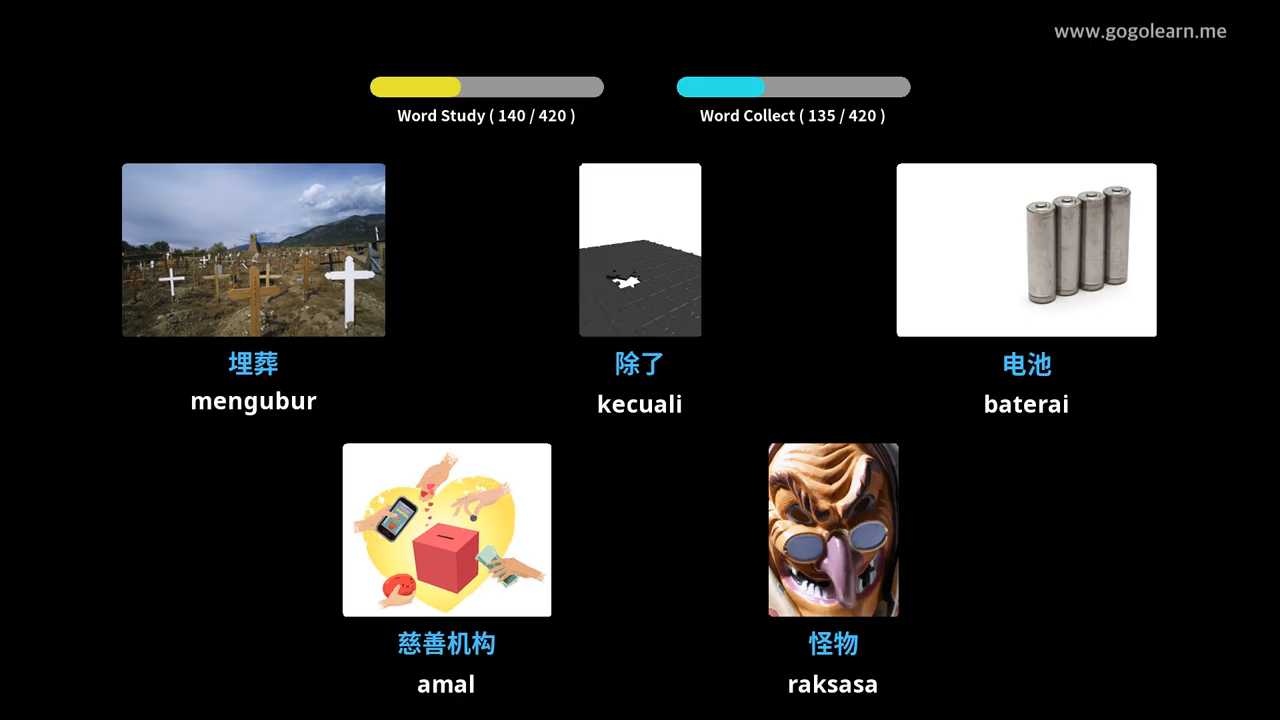 www.gogolearn.me
Word Study ( 140 / 420 )
Word Collect ( 135 / 420 )
埋葬
mengubur
除了
kecuali
电池
baterai
慈善机构
amal
怪物
raksasa